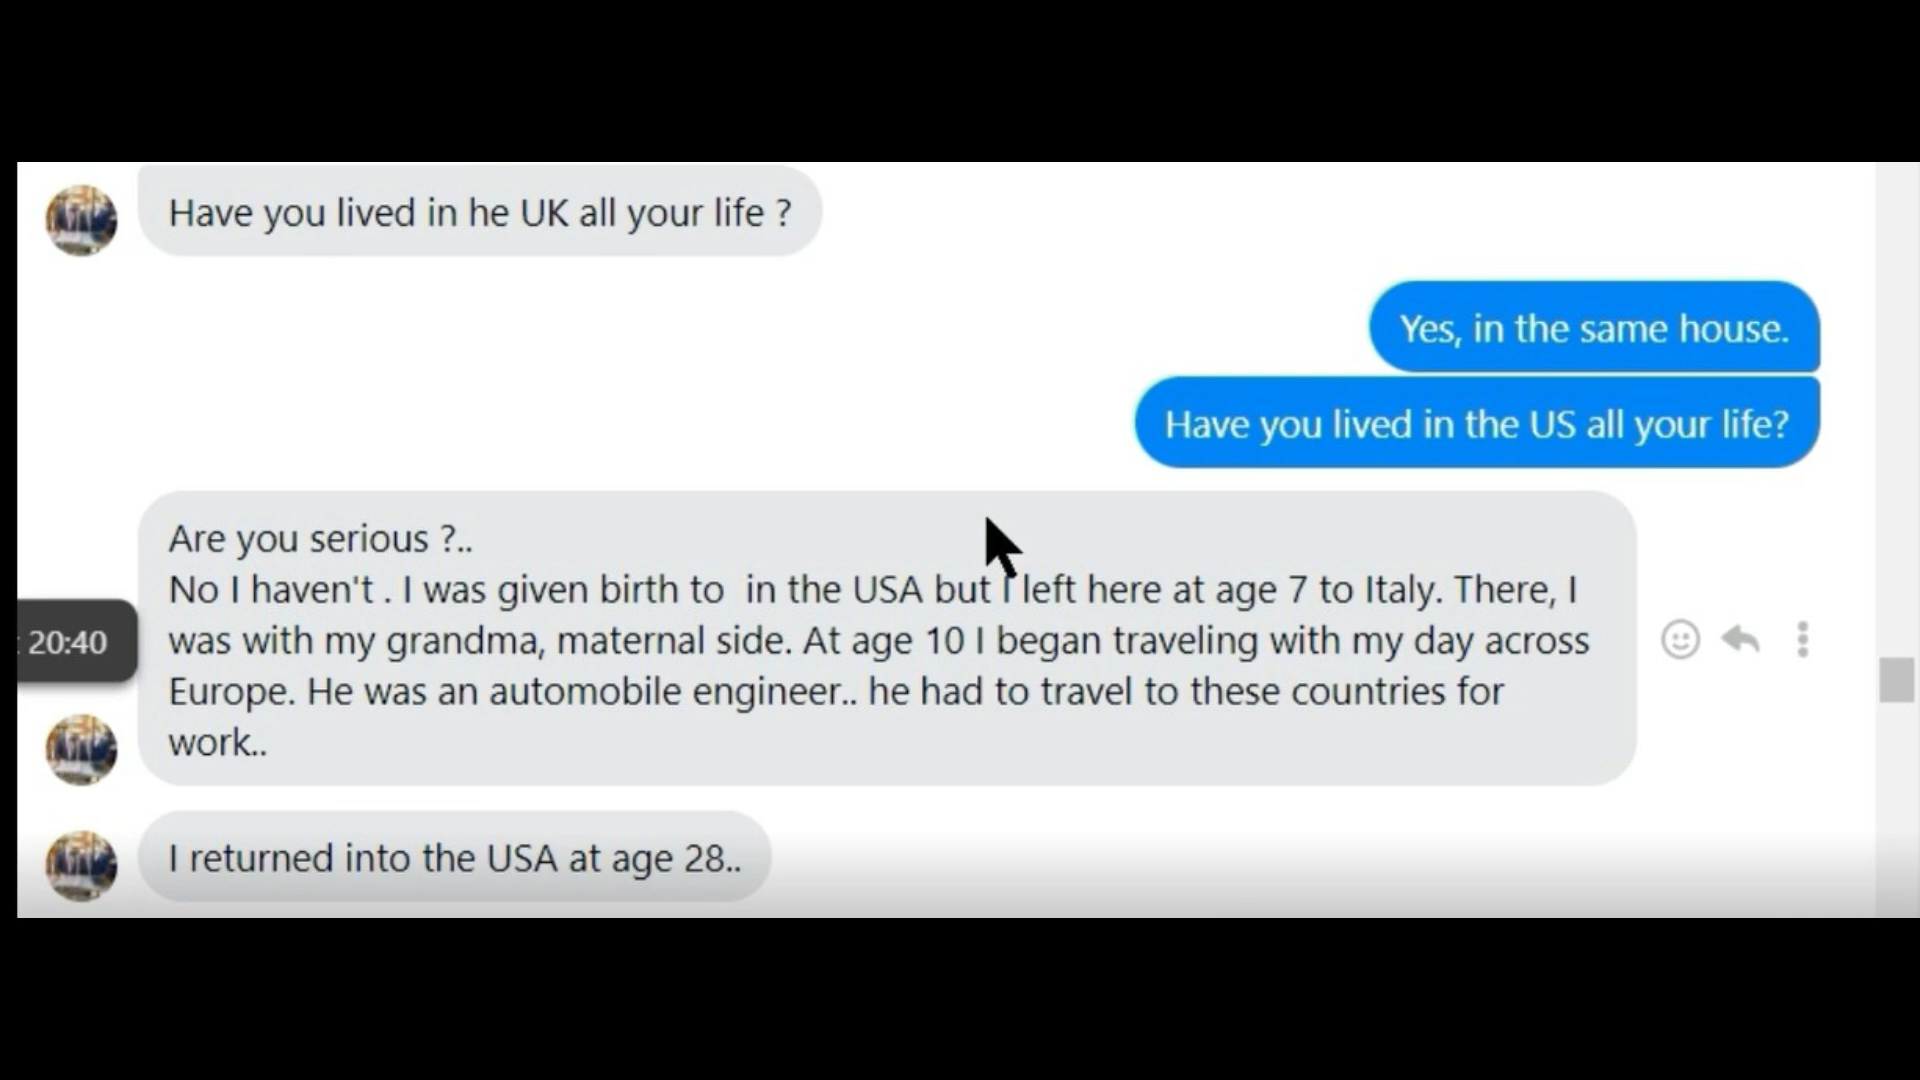 Have you lived in he UK all your life ?
Yes, in the same house.
Have you lived in the US all your life?
Are you serious ?..
No I haven't . I was given birth to  in the USA but I left here at age 7 to Italy. There, I
was with my grandma, maternal side. At age 10 I began traveling with my day across
20:40
Europe. He was an automobile engineer.. he had to travel to these countries for
work..
I returned into the USA at age 28..